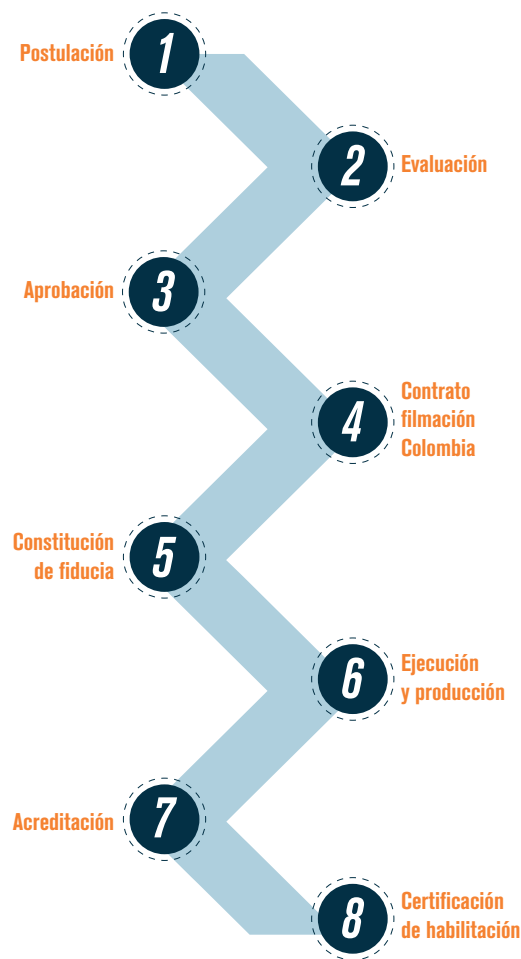 1
Postulación
2
Evaluación
3
Aprobación
4
Contrato
filmación
Colombia
5
Constitución
de fiducia
6
Ejecución
y producción
7
Acreditación
8
Certificación
de habilitación